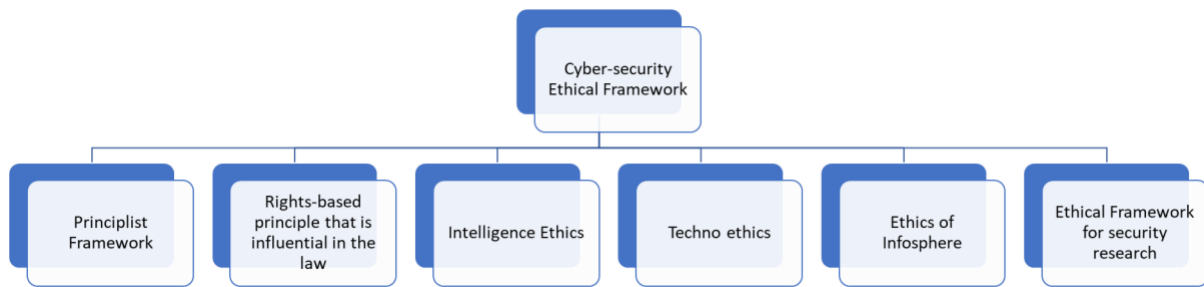 Cyber-security
Ethical Framework
Principlist
Framework
Rights-based
principle that is
influential in the
law
Intelligence Ethics
Techno ethics
Ethics of
Infosphere
Ethical Framework
for security
research